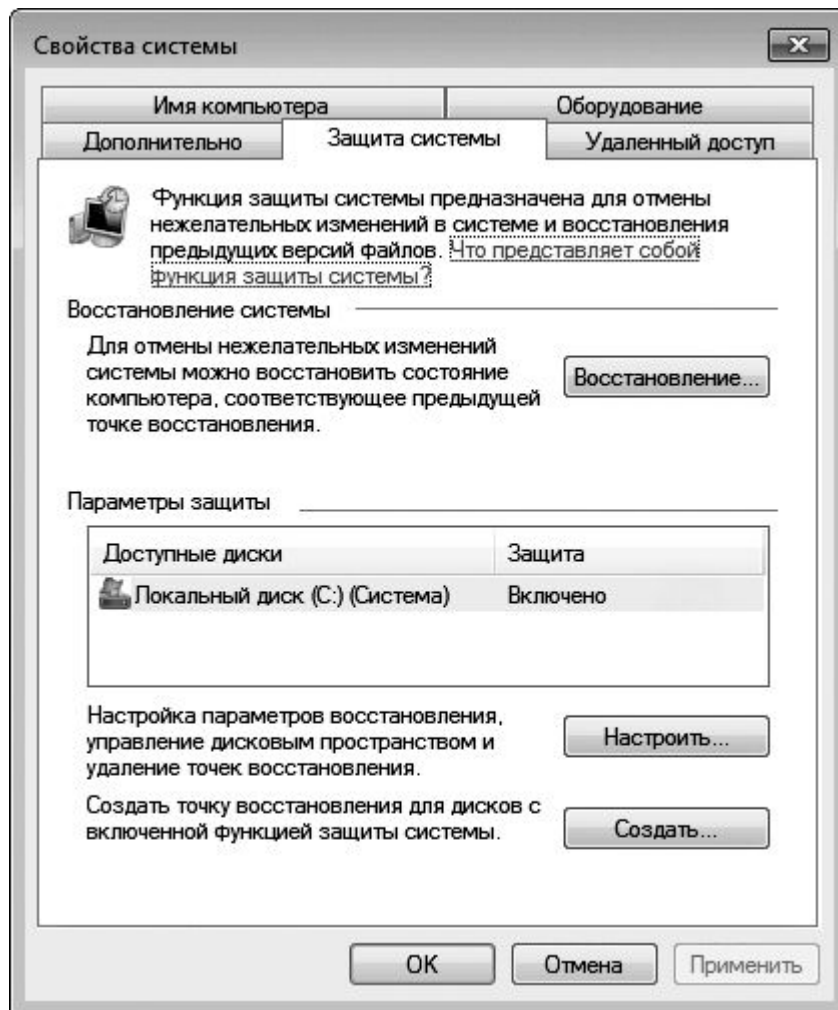 Свойства системы
Имя компьютера
Оборудование
Дополнительно
Защита системы
Удаленный доступ
Функция защиты системы предназначена для отмены
нежелательных изменений в системе и восстановления
предыдущих версий файлов. Что представляет собой
функция защиты системы?
Восстановление системы
Для отмены нежелательных изменений
системы можно восстановить состояние
компьютера, соответствующее предыдущей
точке восстановления.
Восстановление...
Параметры защиты
Доступные диски
Защита
Локальный диск (C:) (Система)
Включено
Настройка параметров восстановления,
управление дисковым пространством и
удаление точек восстановления.
Настроить...
Создать точку восстановления для дисков с
включенной функцией защиты системы.
Создать...
OK
Отмена
Применить